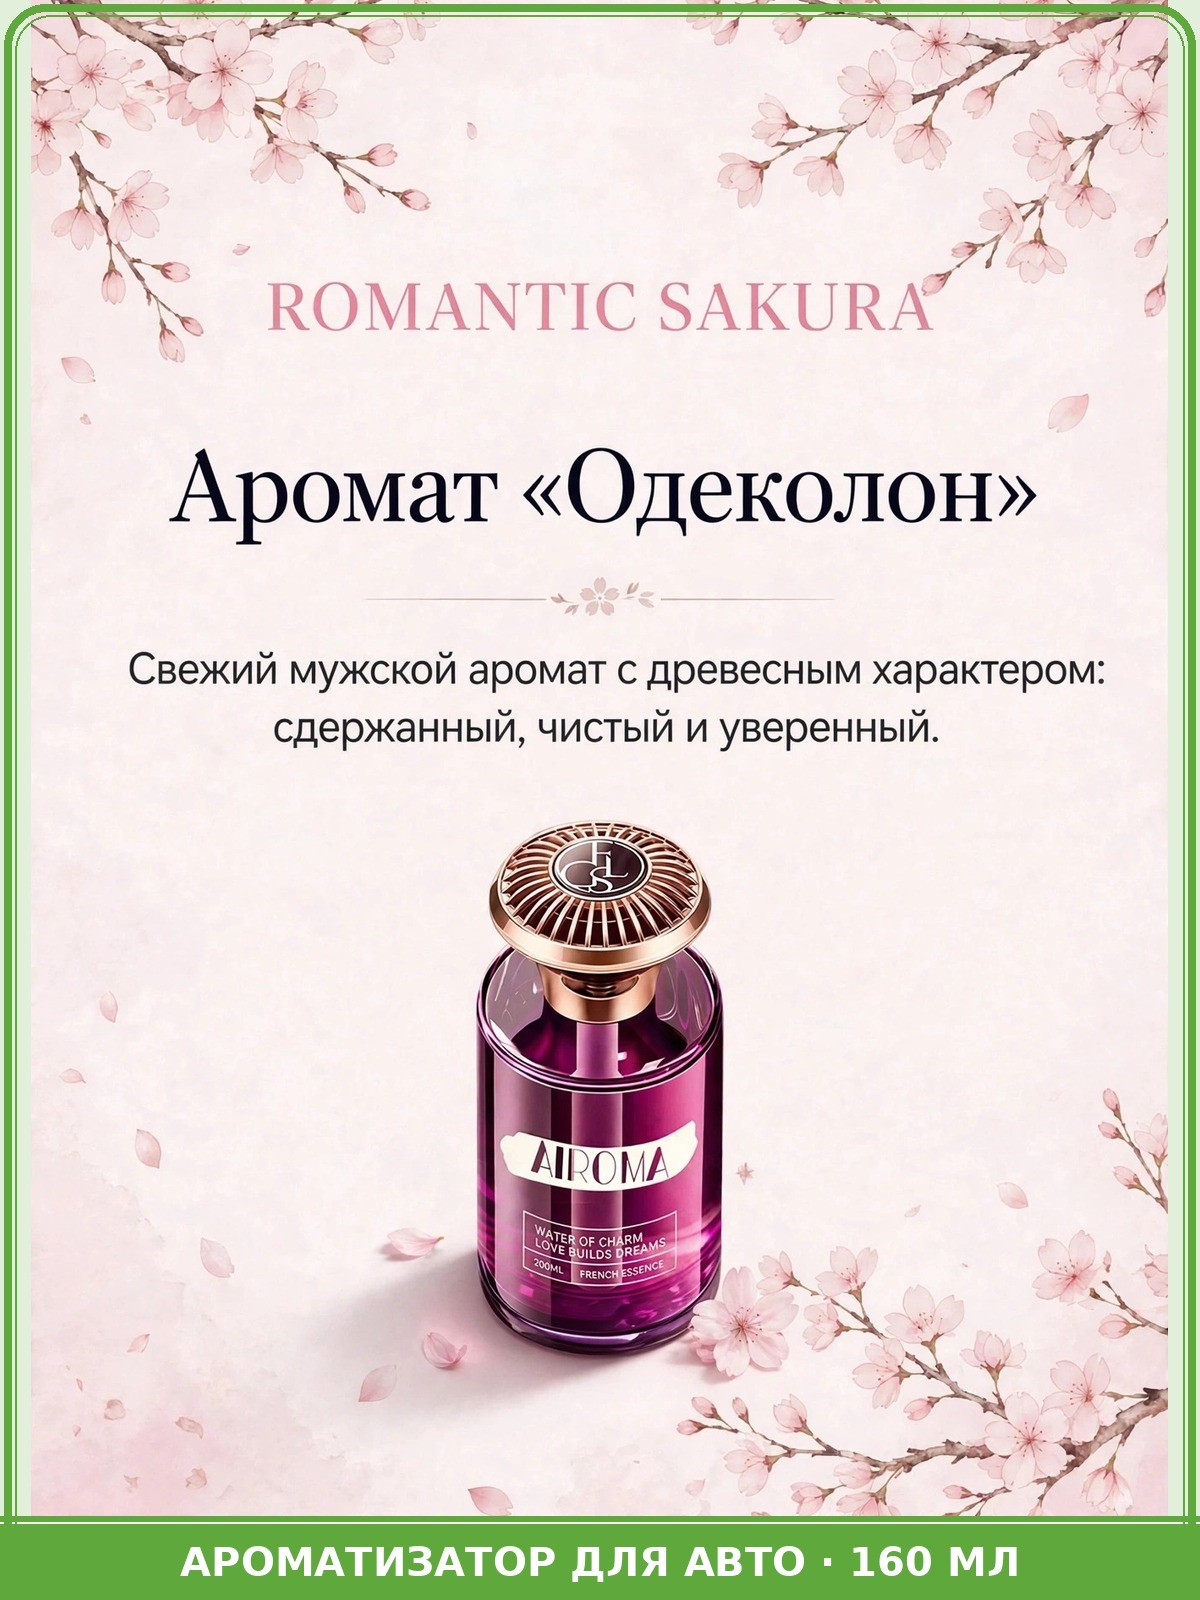 ROMANTIC SAKURA
Аромат «Одеколон»
Свежий мужской аромат с древесным характером:
сдержанный, чистый и уверенный.
AIROMA
WATER OF CHARM
LOVE BUILDS DREAMS
200ML FRENCH ESSENCE
АРОМАТИЗАТОР ДЛЯ АВТО · 160 МЛ